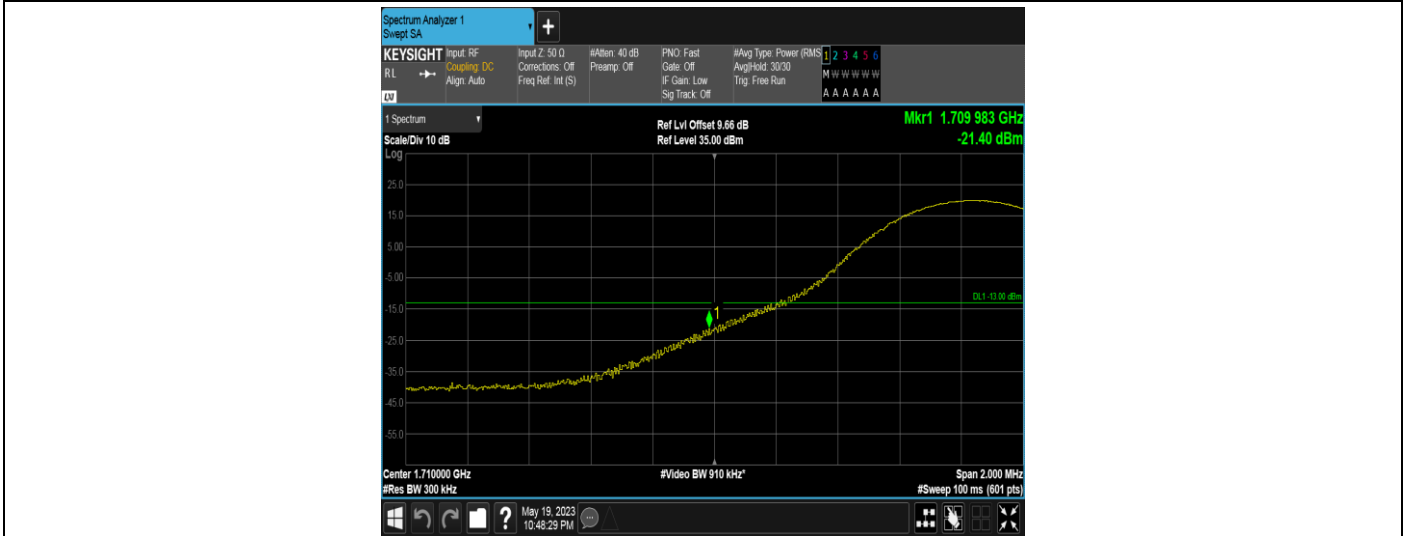 Spectrum Analyzer 1
Swept SA
+
KEYSIGHT
RL
LXI
Input: RF
Coupling: DC
Align: Auto
Input Z: 50 Ω
Corrections: Off
Freq Ref: Int (S)
#Atten: 40 dB
Preamp: Off
PNO: Fast
Gate: Off
IF Gain: Low
Sig Track: Off
#Avg Type: Power (RMS
Avg|Hold: 30/30
Trig: Free Run
1 2 3 4 5 6
M W W W W W
A A A A A A
1 Spectrum
Scale/Div 10 dB
Ref Lvl Offset 9.66 dB
Ref Level 35.00 dBm
Mkr1 1.709 983 GHz
-21.40 dBm
Log
25.0
15.0
5.00
-5.00
-15.0
-25.0
-35.0
-45.0
-55.0
DL1 -13.00 dBm
1
Center 1.710000 GHz
#Res BW 300 kHz
#Video BW 910 kHz*
Span 2.000 MHz
#Sweep 100 ms (601 pts)
?
May 19, 2023
10:48:29 PM